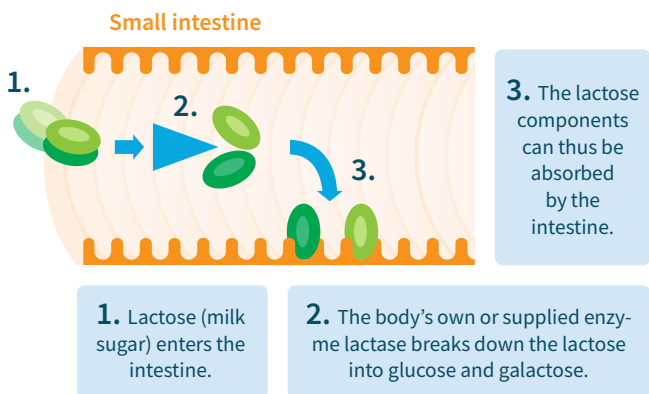 Small intestine
1.
2.
3.
3. The lactose
components
can thus be
absorbed
by the
intestine.
1. Lactose (milk
sugar) enters the
intestine.
2. The body’s own or supplied enzy-
me lactase breaks down the lactose
into glucose and galactose.